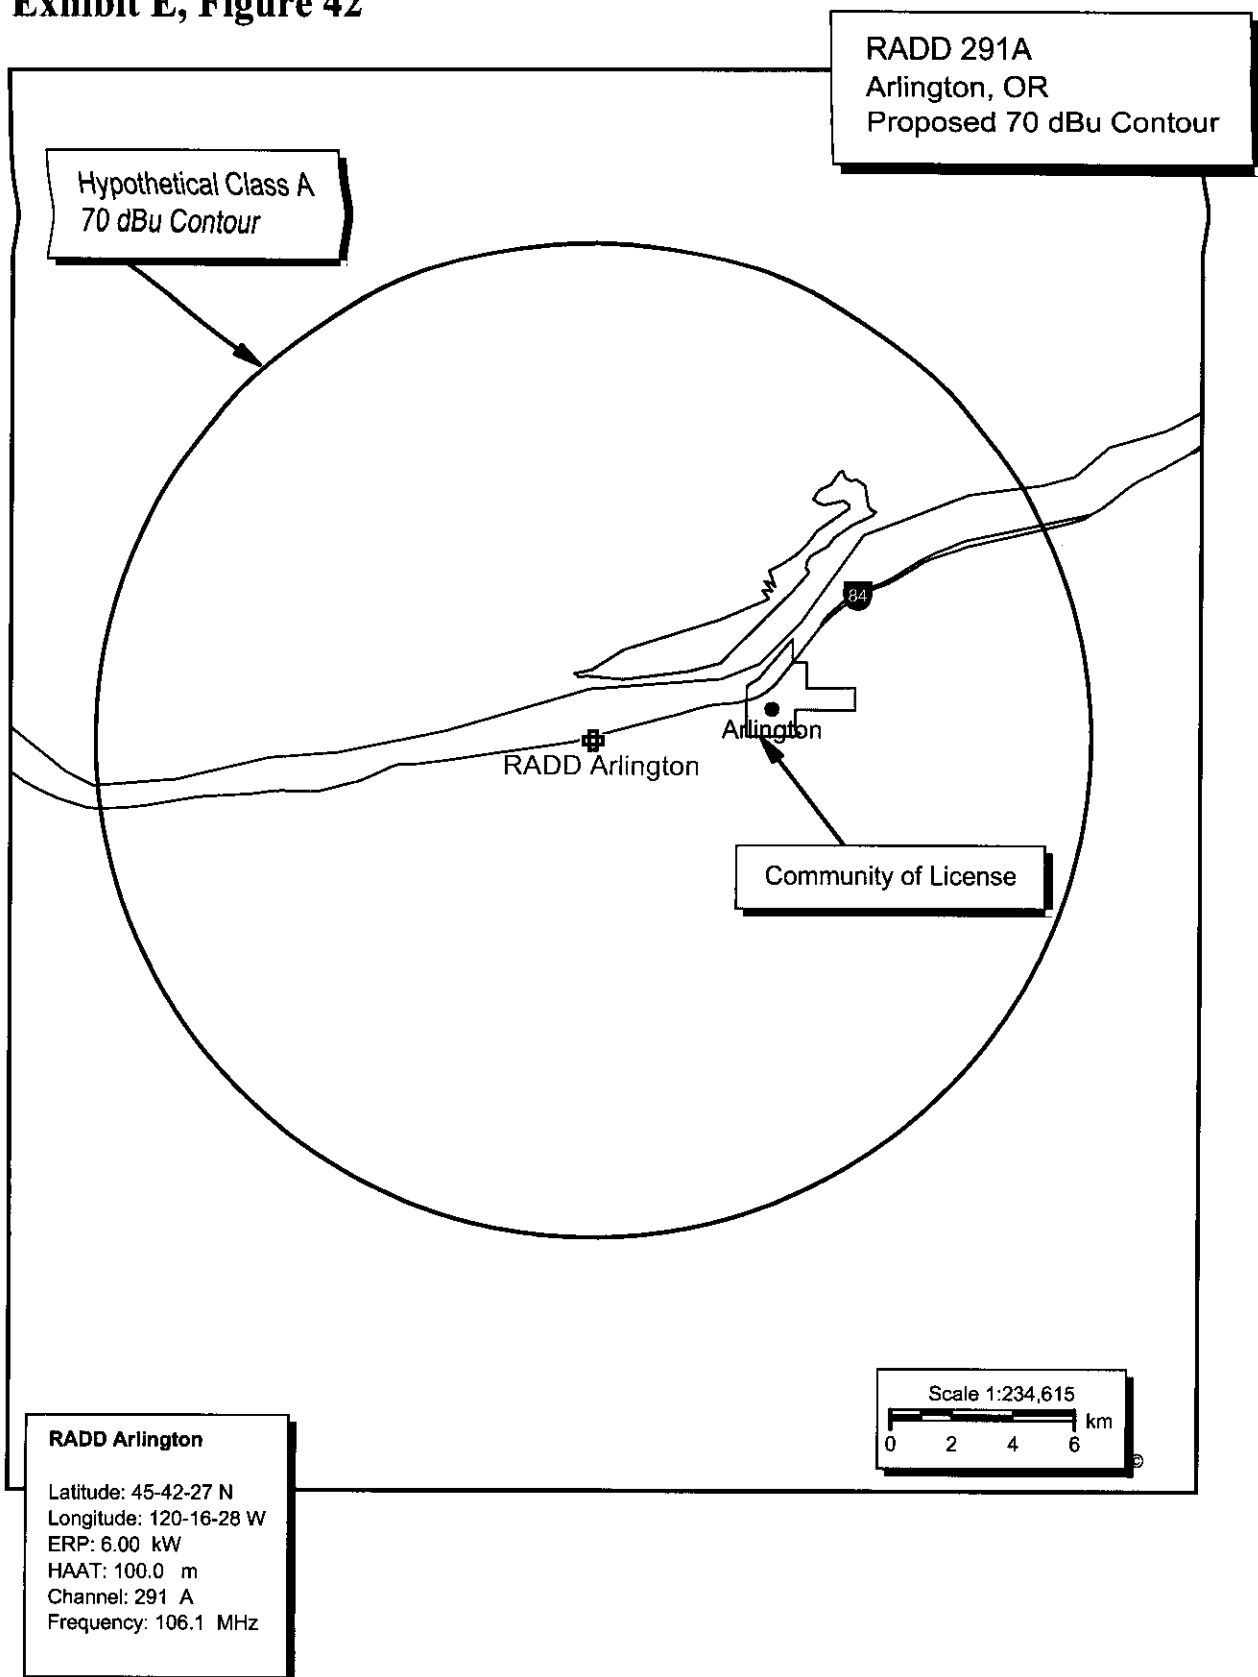 Exhibit E, Figure 42
RADD 291A
Arlington, OR
Proposed 70 dBu Contour
Hypothetical Class A
70 dBu Contour
84
Arlington
RADD Arlington
Community of License
Scale 1:234,615
km
0 2 4 6
©
RADD Arlington
Latitude: 45-42-27 N
Longitude: 120-16-28 W
ERP: 6.00 kW
HAAT: 100.0 m
Channel: 291 A
Frequency: 106.1 MHz